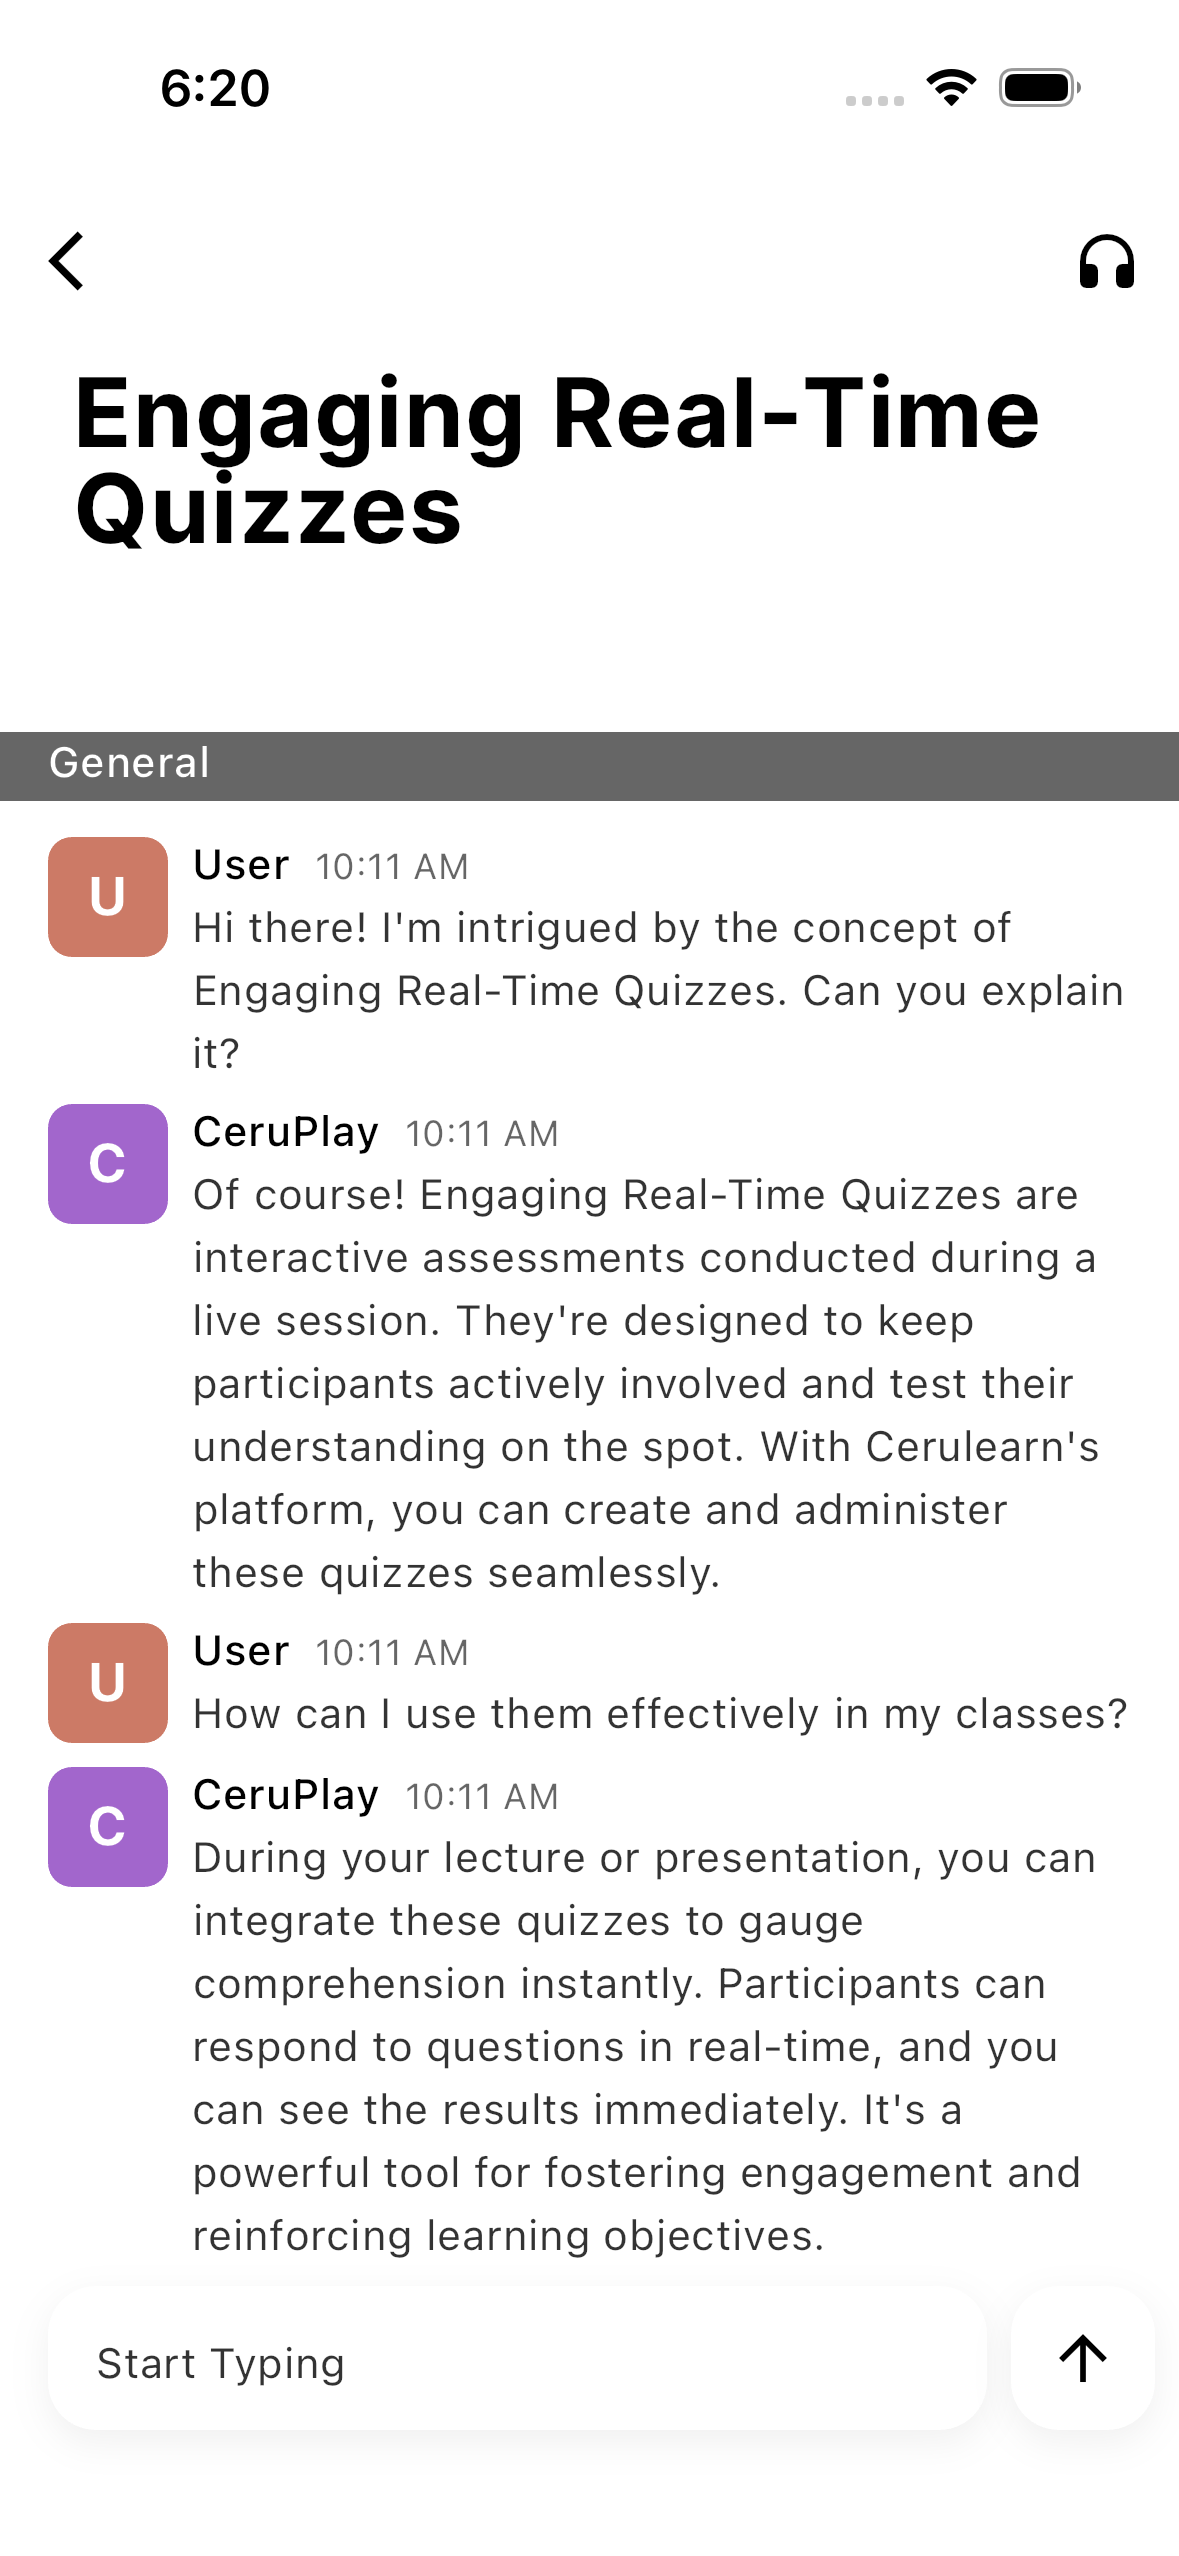 6:20
Engaging Real-Time
Quizzes
General
U
User 10:11 AM
Hi there! I'm intrigued by the concept of
Engaging Real-Time Quizzes. Can you explain
it?
C
CeruPlay 10:11 AM
Of course! Engaging Real-Time Quizzes are
interactive assessments conducted during a
live session. They're designed to keep
participants actively involved and test their
understanding on the spot. With Cerulearn's
platform, you can create and administer
these quizzes seamlessly.
U
User 10:11 AM
How can I use them effectively in my classes?
C
CeruPlay 10:11 AM
During your lecture or presentation, you can
integrate these quizzes to gauge
comprehension instantly. Participants can
respond to questions in real-time, and you
can see the results immediately. It's a
powerful tool for fostering engagement and
reinforcing learning objectives.
Start Typing